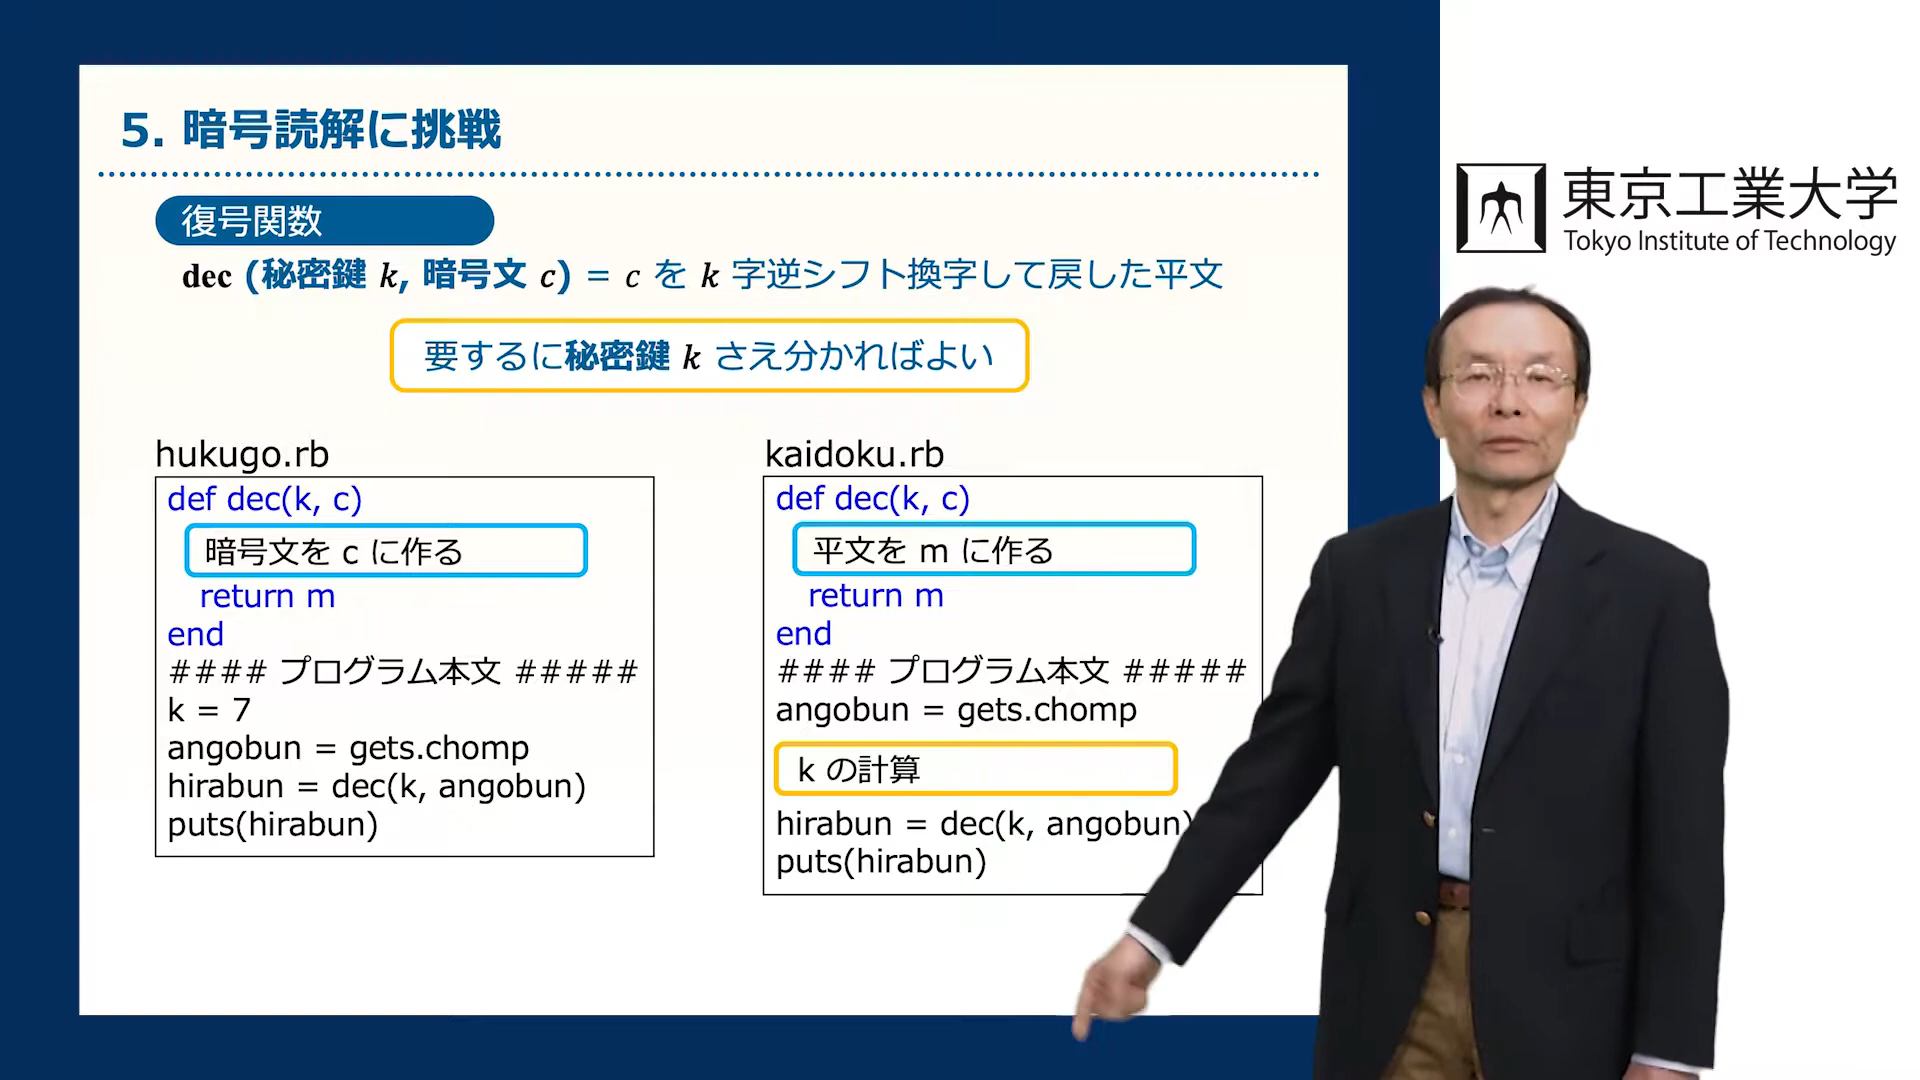 5. 暗号読解に挑戦
復号関数
dec (秘密鍵 k, 暗号文 c) = c を k 字逆シフト換字して戻した平文
要するに秘密鍵 k さえ分かればよい
hukugo.rb
def dec(k, c)
暗号文を c に作る
return m
end
#### プログラム本文 #####
k = 7
angobun = gets.chomp
hirabun = dec(k, angobun)
puts(hirabun)
kaidoku.rb
def dec(k, c)
平文を m に作る
return m
end
#### プログラム本文 #####
angobun = gets.chomp
k の計算
hirabun = dec(k, angobun)
puts(hirabun)
東京工業大学
Tokyo Institute of Technology